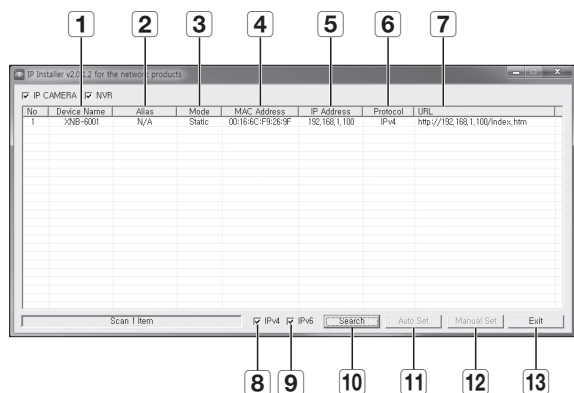 1 2 3 4 5 6 7
IP Installer v2.0.1.2 for the network products
IP CAMERA NVR
No Device Name Alias Mode MAC Address IP Address Protocol URL
1 XNB-6001 N/A Static 00:16:6C:F9:26:9F 192,168,1,100 IPv4 http://192,168,1,100/index,htm
Scan 1 Item IPv4 IPv6 Search Auto Set Manual Set Exit
8 9 10 11 12 13